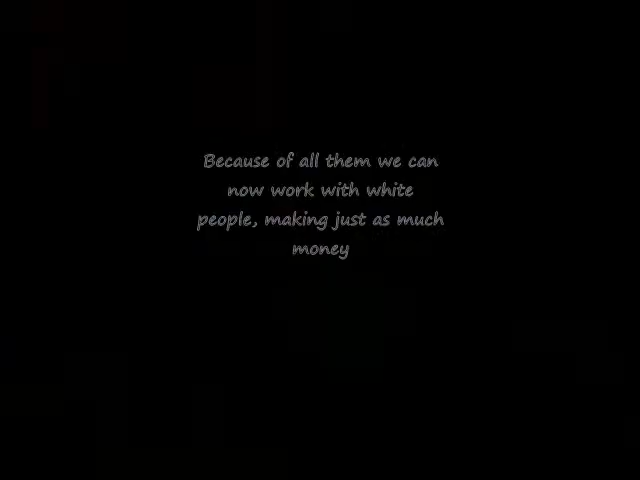 Because of all them we can
now work with white
people, making just as much
money